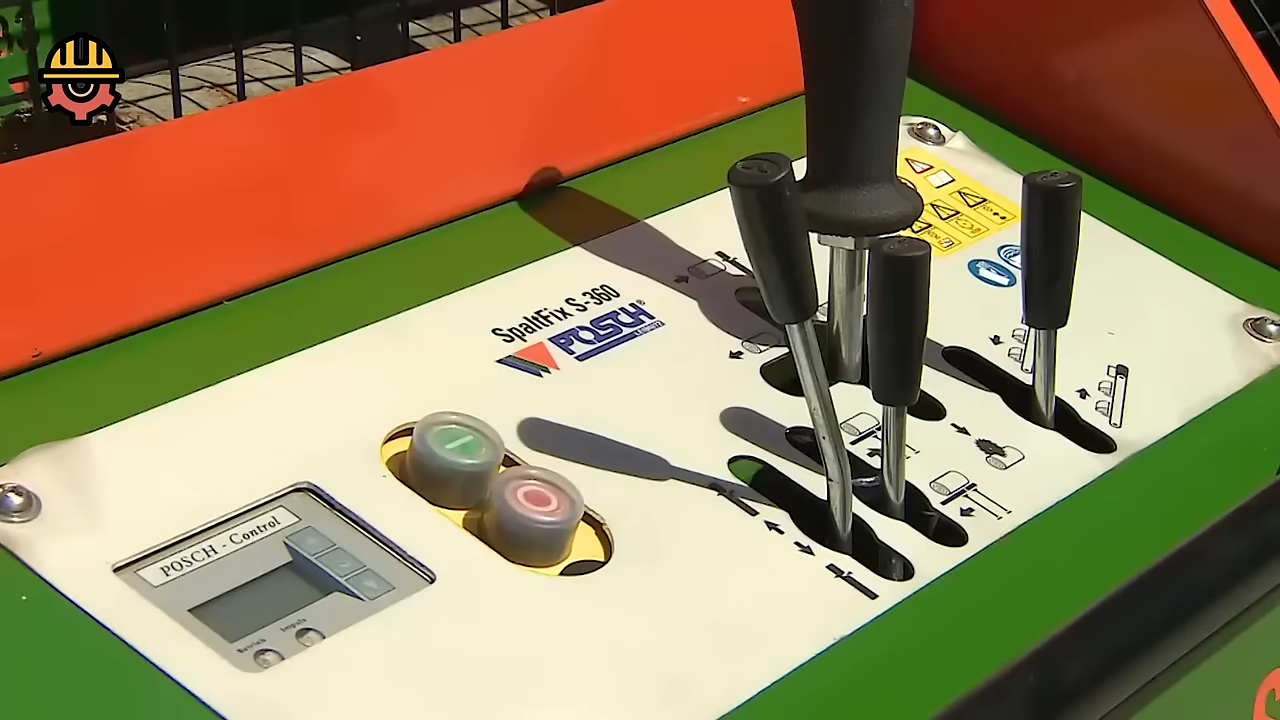 SpaltFix S-360
POSCH®
POSCH - Control
Betrieb
Impuls